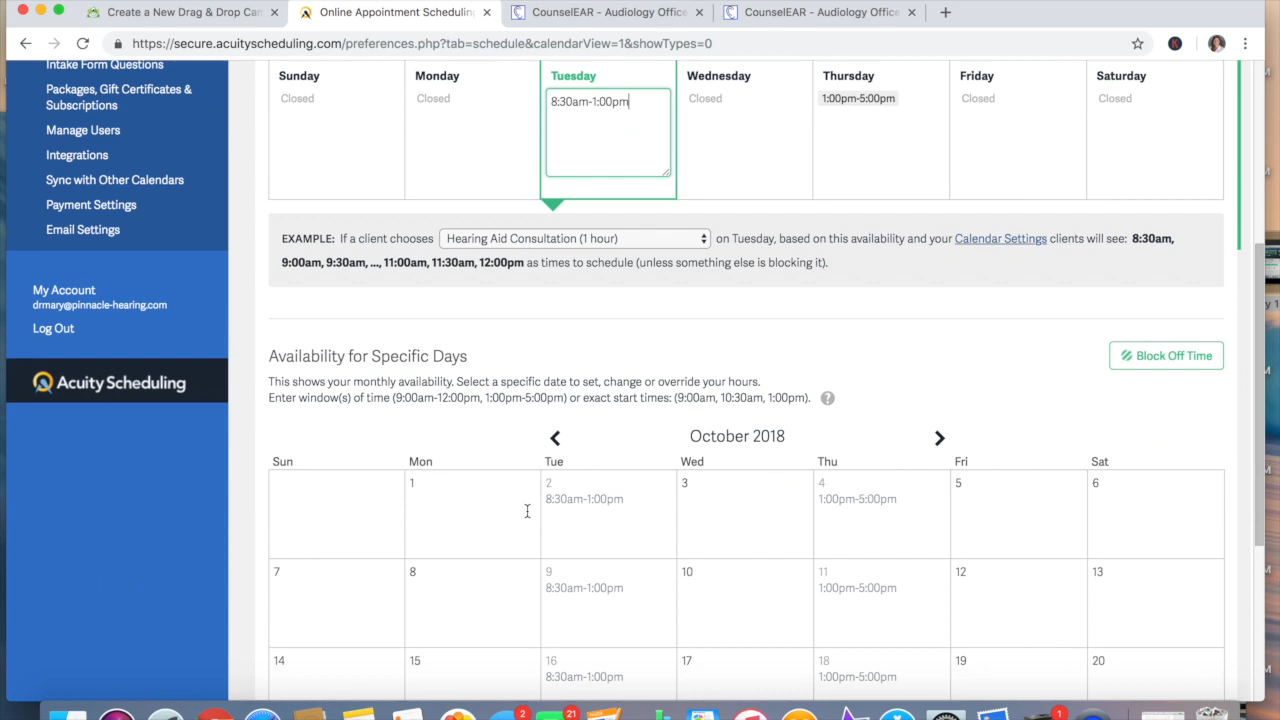 Create a New Drag & Drop Cam
Online Appointment Scheduling
CounselEAR - Audiology Office
CounselEAR - Audiology Office
https://secure.acuityscheduling.com/preferences.php?tab=schedule&calendarView=1&showTypes=0
Intake Form Questions
Packages, Gift Certificates &
Subscriptions
Manage Users
Integrations
Sync with Other Calendars
Payment Settings
Email Settings
My Account
drmary@pinnacle-hearing.com
Log Out
Acuity Scheduling
Sunday Monday Tuesday Wednesday Thursday Friday Saturday
Closed Closed 8:30am-1:00pm Closed 1:00pm-5:00pm Closed Closed
EXAMPLE: If a client chooses Hearing Aid Consultation (1 hour) on Tuesday, based on this availability and your Calendar Settings clients will see: 8:30am,
9:00am, 9:30am, ..., 11:00am, 11:30am, 12:00pm as times to schedule (unless something else is blocking it).
Availability for Specific Days
Block Off Time
This shows your monthly availability. Select a specific date to set, change or override your hours.
Enter window(s) of time (9:00am-12:00pm, 1:00pm-5:00pm) or exact start times: (9:00am, 10:30am, 1:00pm). ?
October 2018
Sun Mon Tue Wed Thu Fri Sat
1 2 3 4 5 6
8:30am-1:00pm 1:00pm-5:00pm
7 8 9 10 11 12 13
8:30am-1:00pm 1:00pm-5:00pm
14 15 16 17 18 19 20
8:30am-1:00pm 1:00pm-5:00pm
2 21 1